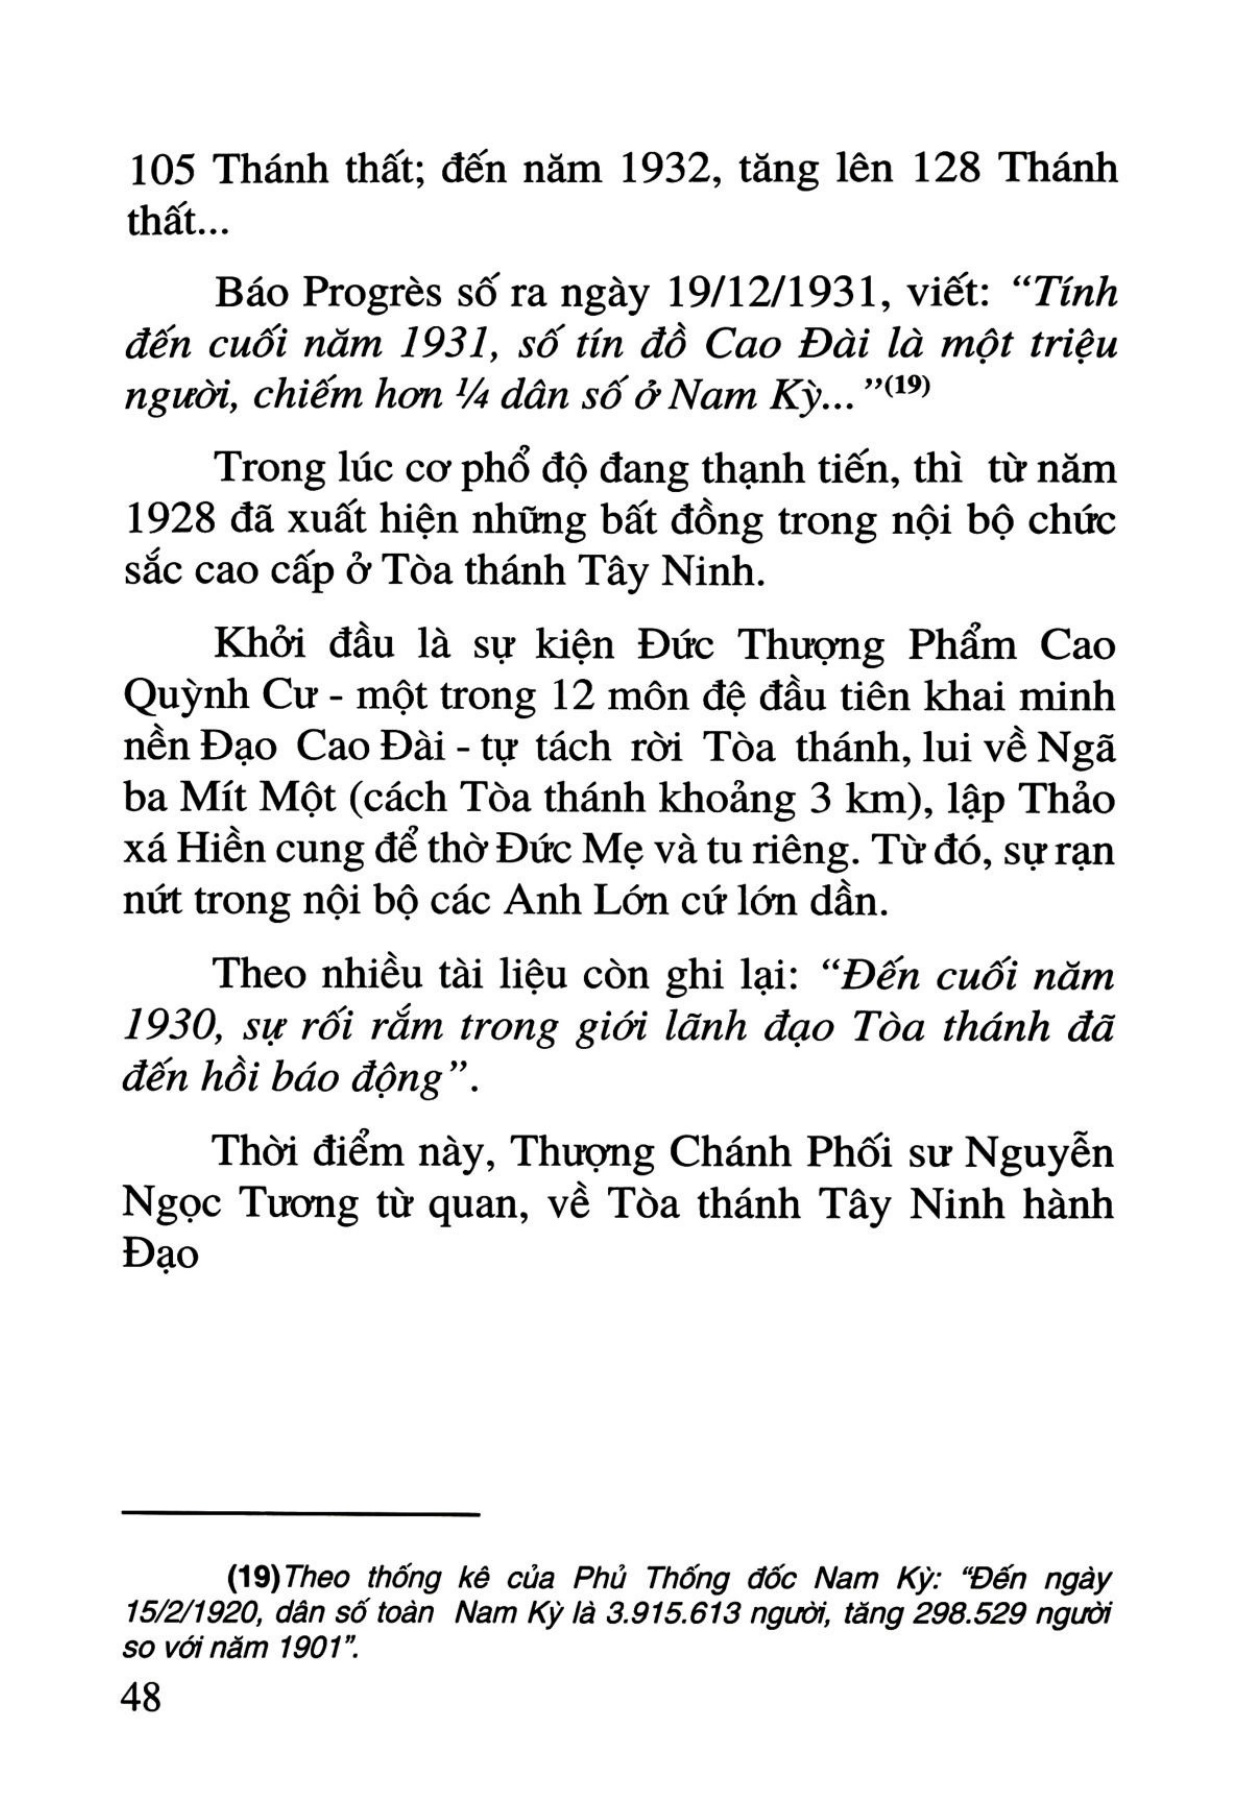 105 Thánh thất; đến năm 1932, tăng lên 128 Thánh
thất...
Báo Progrès số ra ngày 19/12/1931, viết: “Tính
đến cuối năm 1931, số tín đồ Cao Đài là một triệu
người, chiếm hơn ¼ dân số ở Nam Kỳ...”(19)
Trong lúc cơ phổ độ đang thạnh tiến, thì từ năm
1928 đã xuất hiện những bất đồng trong nội bộ chức
sắc cao cấp ở Tòa thánh Tây Ninh.
Khởi đầu là sự kiện Đức Thượng Phẩm Cao
Quỳnh Cư - một trong 12 môn đệ đầu tiên khai minh
nền Đạo Cao Đài - tự tách rời Tòa thánh, lui về Ngã
ba Mít Một (cách Tòa thánh khoảng 3 km), lập Thảo
xá Hiền cung để thờ Đức Mẹ và tu riêng. Từ đó, sự rạn
nứt trong nội bộ các Anh Lớn cứ lớn dần.
Theo nhiều tài liệu còn ghi lại: “Đến cuối năm
1930, sự rối rắm trong giới lãnh đạo Tòa thánh đã
đến hồi báo động”.
Thời điểm này, Thượng Chánh Phối sư Nguyễn
Ngọc Tương từ quan, về Tòa thánh Tây Ninh hành
Đạo
(19)Theo thống kê của Phủ Thống đốc Nam Kỳ: “Đến ngày
15/2/1920, dân số toàn Nam Kỳ là 3.915.613 người, tăng 298.529 người
so với năm 1901”.
48